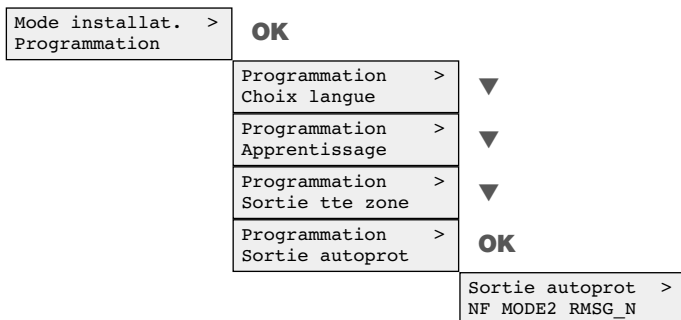 Mode installat. >
Programmation
OK
Programmation >
Choix langue
▼
Programmation >
Apprentissage
▼
Programmation >
Sortie tte zone
▼
Programmation >
Sortie autoprot
OK
Sortie autoprot >
NF MODE2 RMSG_N